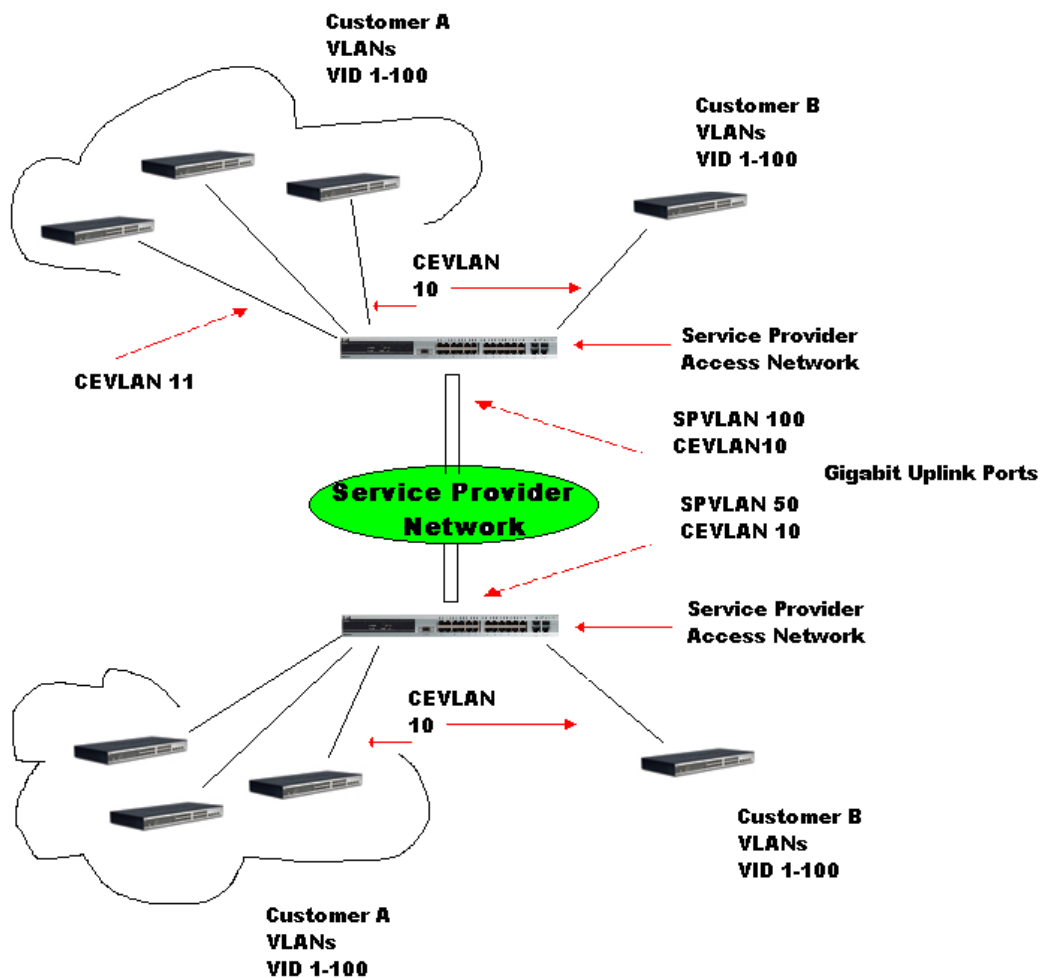 Customer A
VLANs
VID 1-100
Customer B
VLANs
VID 1-100
CEVLAN
10
CEVLAN 11
Service Provider
Access Network
SPVLAN 100
CEVLAN10
Gigabit Uplink Ports
Service Provider
Network
SPVLAN 50
CEVLAN 10
Service Provider
Access Network
CEVLAN
10
Customer B
VLANs
VID 1-100
Customer A
VLANs
VID 1-100